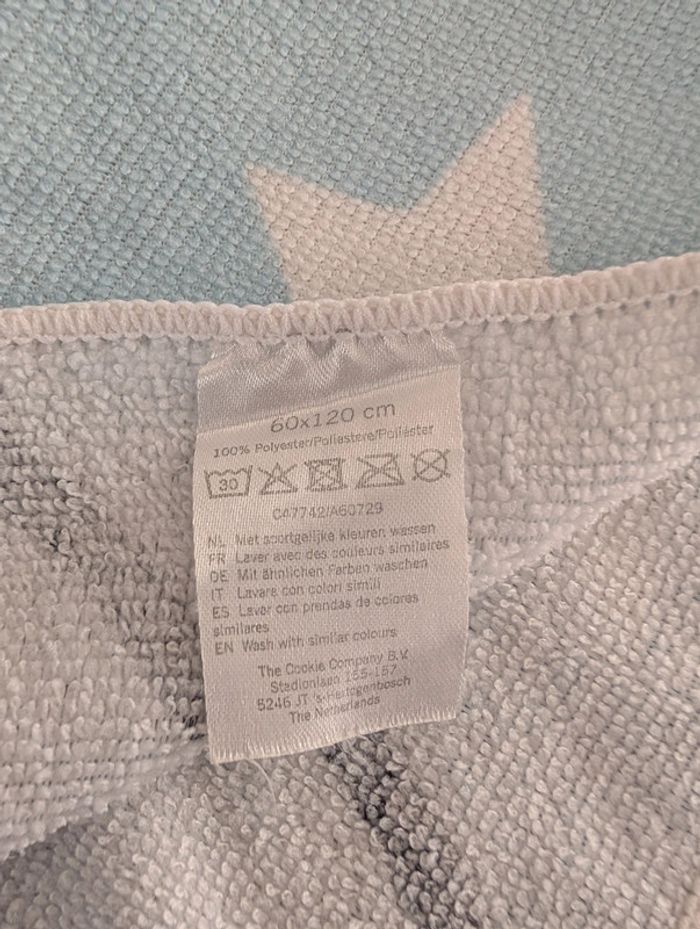 60x120 cm
100% Polyester/Poliestere/Poliéster
30
C47742/A60729
NL Met soortgelijke kleuren wassen
FR Laver avec des couleurs similaires
DE Mit ähnlichen Farben waschen
IT Lavare con colori simili
ES Lavar con prendas de colores
similares
EN Wash with similar colours
The Cookie Company B.V.
Stadionlaan 155-157
5246 JT 's-Hertogenbosch
The Netherlands